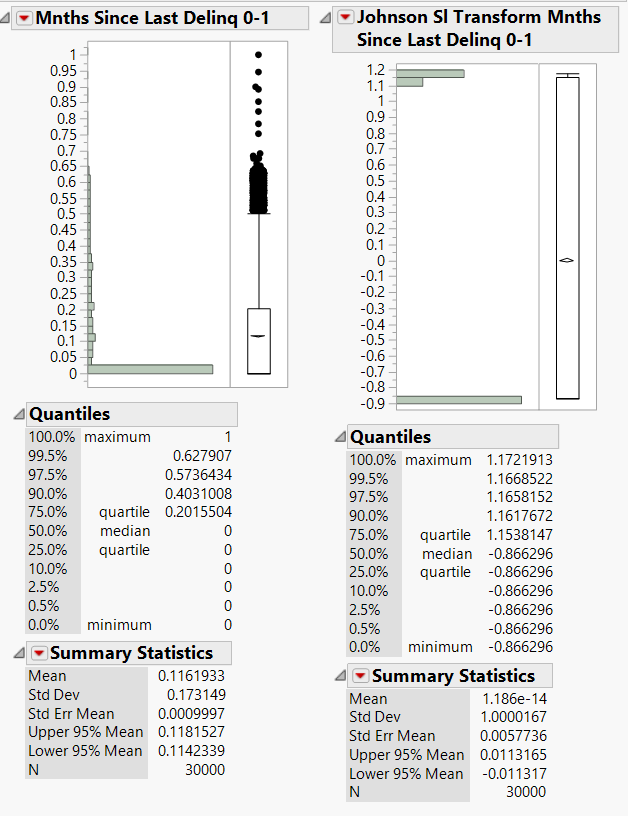 Mnths Since Last Delinq 0-1
1
0.95
0.9
0.85
0.8
0.75
0.7
0.65
0.6
0.55
0.5
0.45
0.4
0.35
0.3
0.25
0.2
0.15
0.1
0.05
0
Quantiles
100.0% maximum 1
99.5% 0.627907
97.5% 0.5736434
90.0% 0.4031008
75.0% quartile 0.2015504
50.0% median 0
25.0% quartile 0
10.0% 0
2.5% 0
0.5% 0
0.0% minimum 0
Summary Statistics
Mean 0.1161933
Std Dev 0.173149
Std Err Mean 0.0009997
Upper 95% Mean 0.1181527
Lower 95% Mean 0.1142339
N 30000
Johnson Sl Transform Mnths
Since Last Delinq 0-1
1.2
1.1
1
0.9
0.8
0.7
0.6
0.5
0.4
0.3
0.2
0.1
0
-0.1
-0.2
-0.3
-0.4
-0.5
-0.6
-0.7
-0.8
-0.9
Quantiles
100.0% maximum 1.1721913
99.5% 1.1668522
97.5% 1.1658152
90.0% 1.1617672
75.0% quartile 1.1538147
50.0% median -0.866296
25.0% quartile -0.866296
10.0% -0.866296
2.5% -0.866296
0.5% -0.866296
0.0% minimum -0.866296
Summary Statistics
Mean 1.186e-14
Std Dev 1.0000167
Std Err Mean 0.0057736
Upper 95% Mean 0.0113165
Lower 95% Mean -0.011317
N 30000